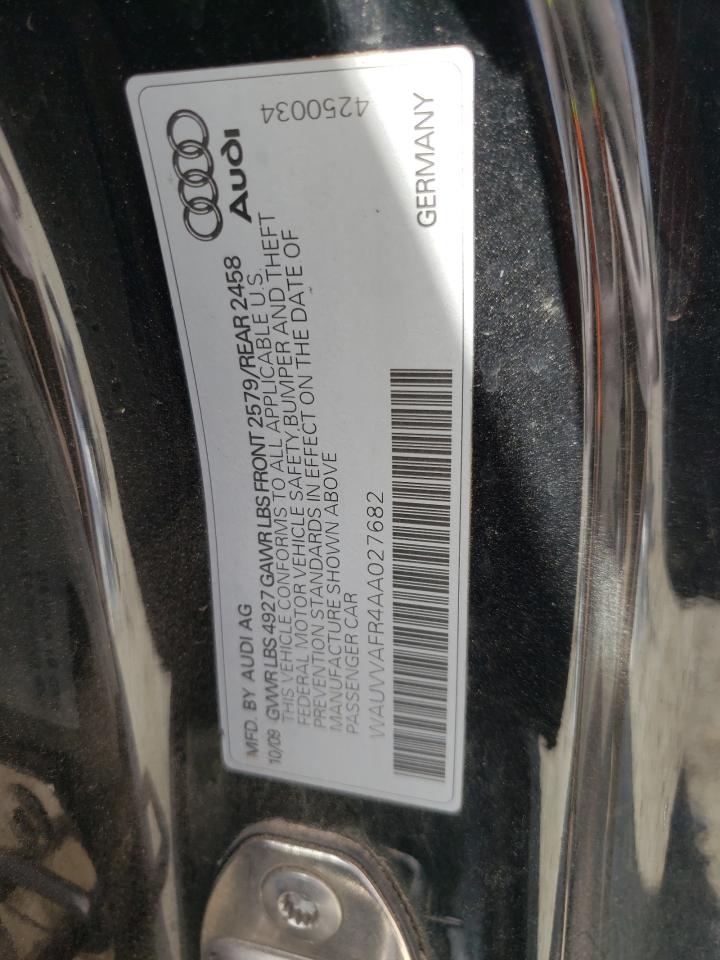 Audi
4250034
MFD. BY AUDI AG
10/09 GVWR LBS 4927 GAWR LBS FRONT 2579/REAR 2458
THIS VEHICLE CONFORMS TO ALL APPLICABLE U.S.
FEDERAL MOTOR VEHICLE SAFETY, BUMPER AND THEFT
PREVENTION STANDARDS IN EFFECT ON THE DATE OF
MANUFACTURE SHOWN ABOVE
PASSENGER CAR
WAUWAFR4AA027682
GERMANY